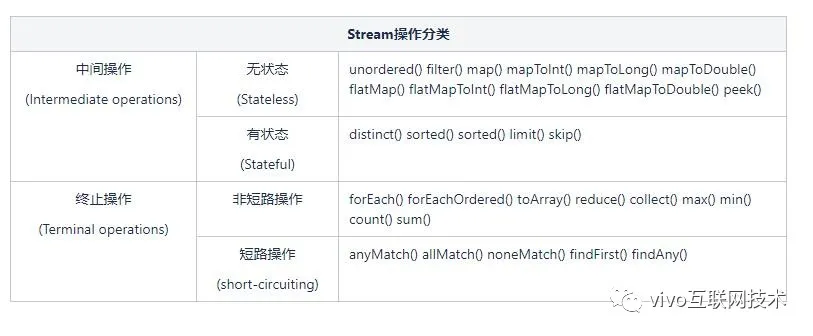 Stream操作分类
中间操作
(Intermediate operations)
无状态
(Stateless)
unordered() filter() map() mapToInt() mapToLong() mapToDouble()
flatMap() flatMapToInt() flatMapToLong() flatMapToDouble() peek()
有状态
(Stateful)
distinct() sorted() sorted() limit() skip()
终止操作
(Terminal operations)
非短路操作
forEach() forEachOrdered() toArray() reduce() collect() max() min()
count() sum()
短路操作
(short-circuiting)
anyMatch() allMatch() noneMatch() findFirst() findAny()
vivo互联网技术